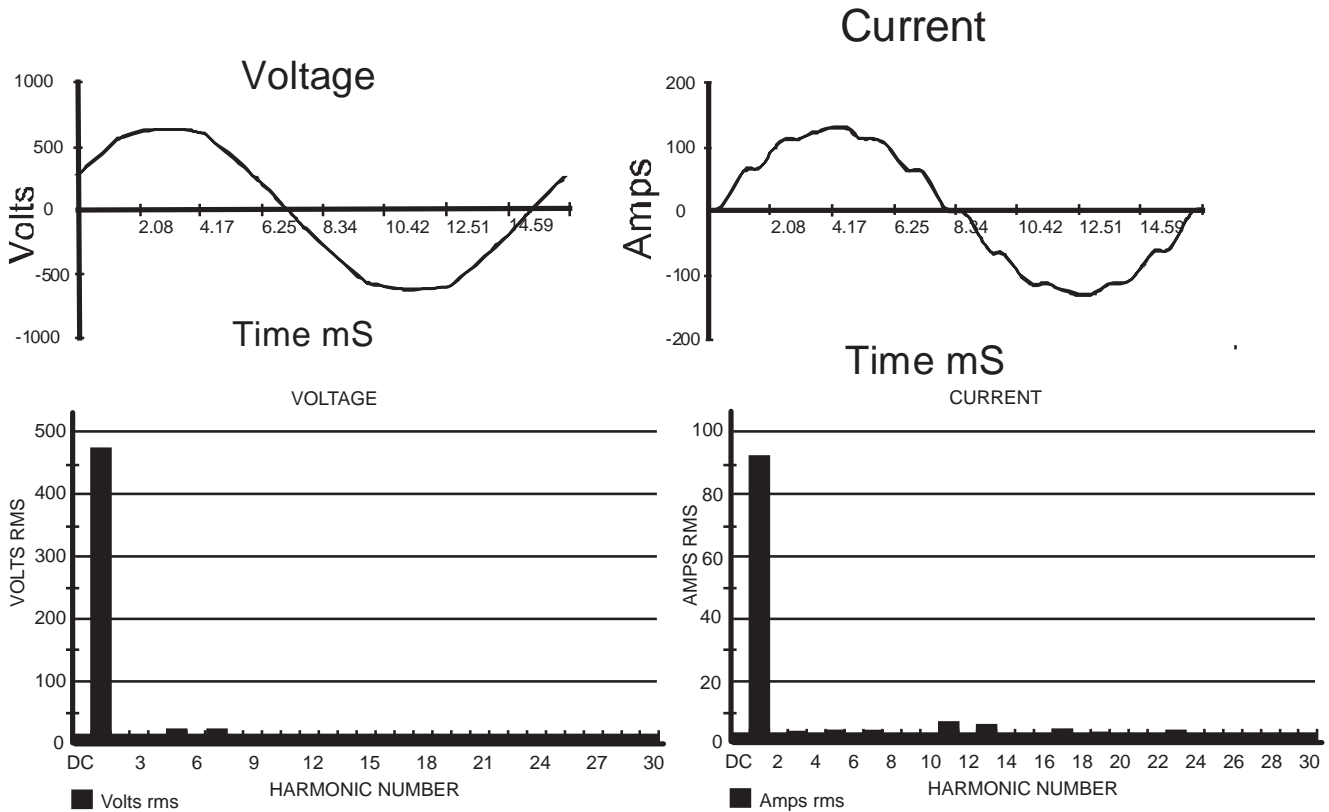 Voltage
1000
500
0
-500
-1000
Volts
2.08 4.17 6.25 8.34 10.42 12.51 14.59
Time mS
Current
200
100
0
-100
-200
Amps
2.08 4.17 6.25 8.34 10.42 12.51 14.59
Time mS
VOLTAGE
500
400
300
200
100
0
VOLTS RMS
DC 3 6 9 12 15 18 21 24 27 30
HARMONIC NUMBER
Volts rms
CURRENT
100
80
60
40
20
0
AMPS RMS
DC 2 4 6 8 10 12 14 16 18 20 22 24 26 28 30
HARMONIC NUMBER
Amps rms